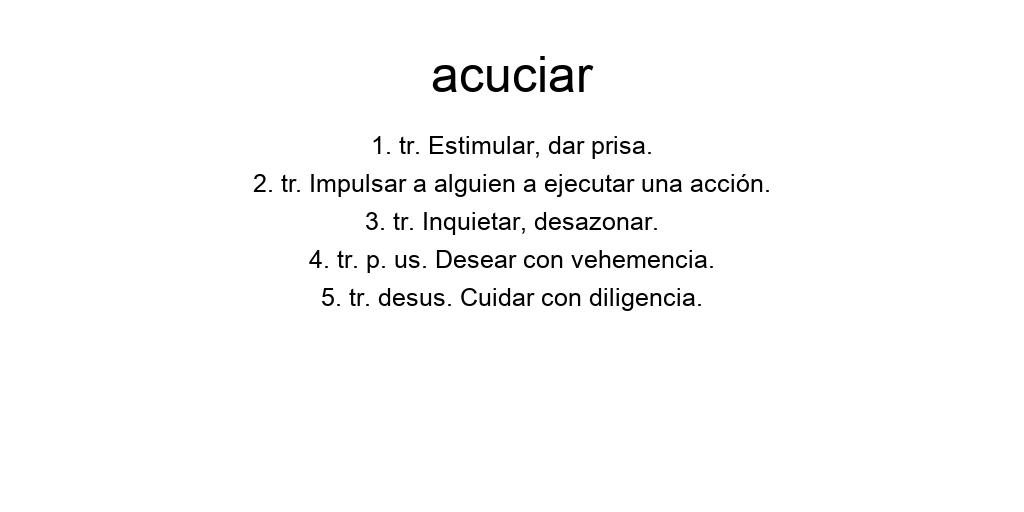 acuciar
1. tr. Estimular, dar prisa.
2. tr. Impulsar a alguien a ejecutar una acción.
3. tr. Inquietar, desazonar.
4. tr. p. us. Desear con vehemencia.
5. tr. desus. Cuidar con diligencia.